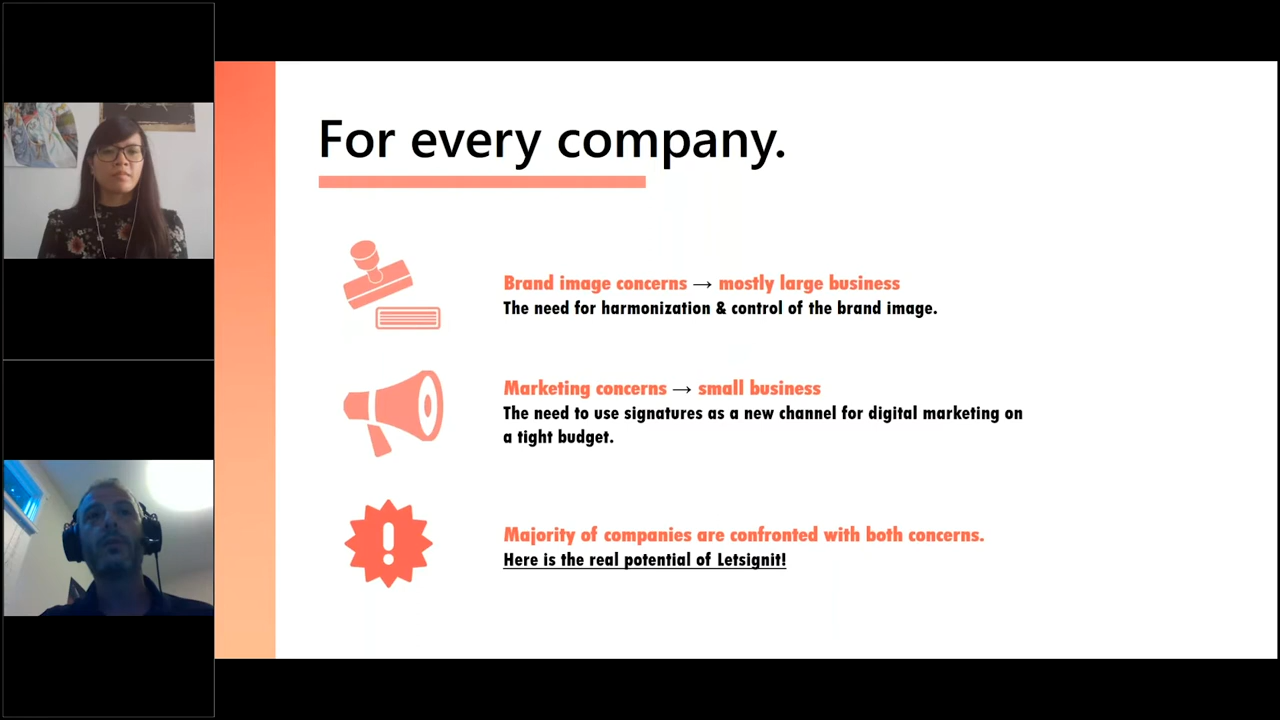 For every company.
Brand image concerns → mostly large business
The need for harmonization & control of the brand image.
Marketing concerns → small business
The need to use signatures as a new channel for digital marketing on
a tight budget.
Majority of companies are confronted with both concerns.
Here is the real potential of Letsignit!